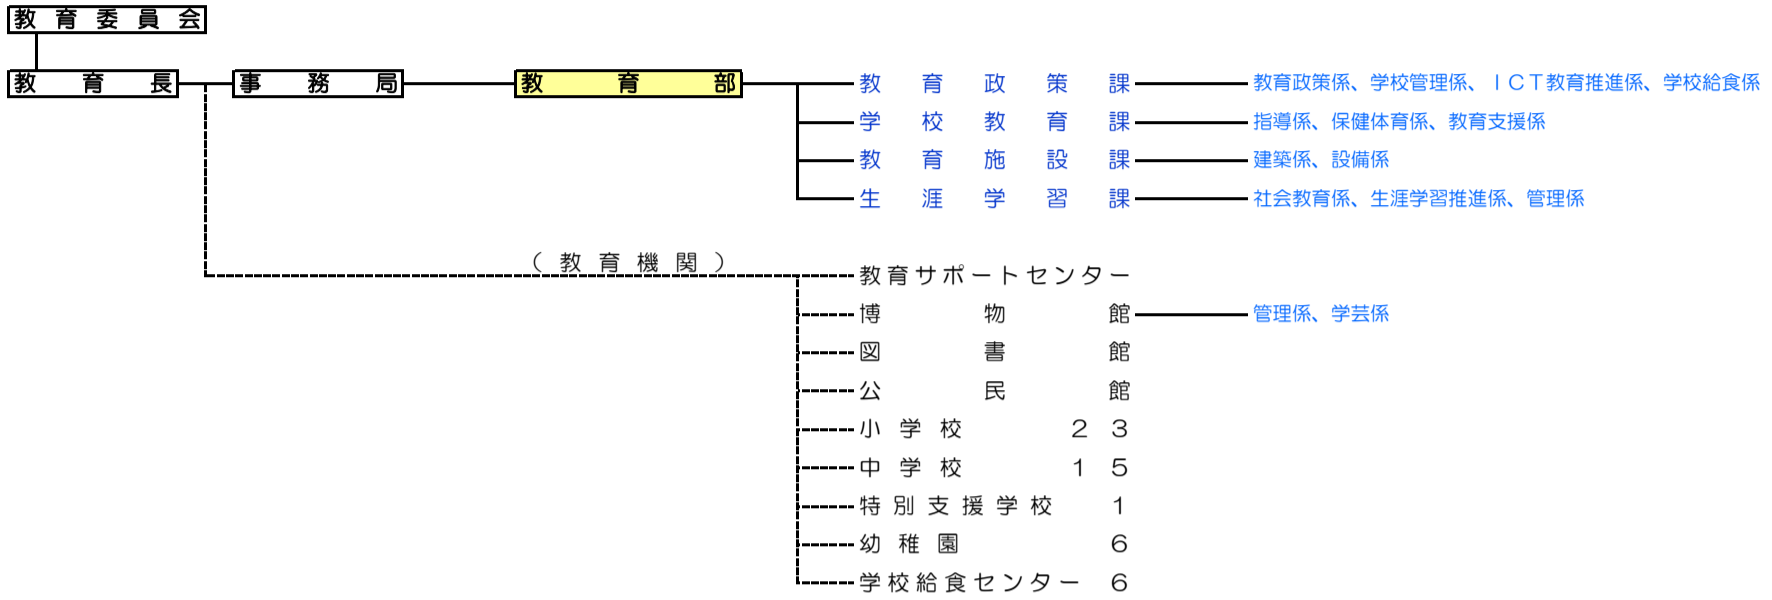 教育委員会
教育長 事務局 教育部 教育政策課 教育政策係、学校管理係、ＩＣＴ教育推進係、学校給食係
学校教育課 指導係、保健体育係、教育支援係
教育施設課 建築係、設備係
生涯学習課 社会教育係、生涯学習推進係、管理係
（教育機関）
教育サポートセンター
博物館 管理係、学芸係
図書館
公民館
小学校 ２３
中学校 １５
特別支援学校 １
幼稚園 ６
学校給食センター ６